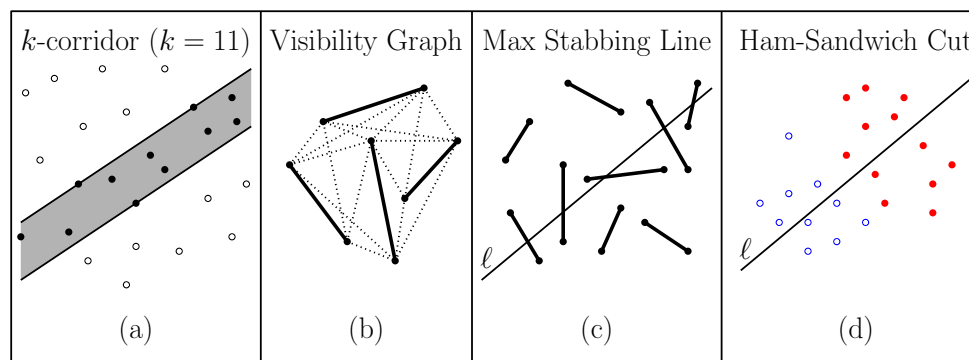 k-corridor (k = 11)
Visibility Graph
Max Stabbing Line
Ham-Sandwich Cut
ℓ
ℓ
(a)
(b)
(c)
(d)